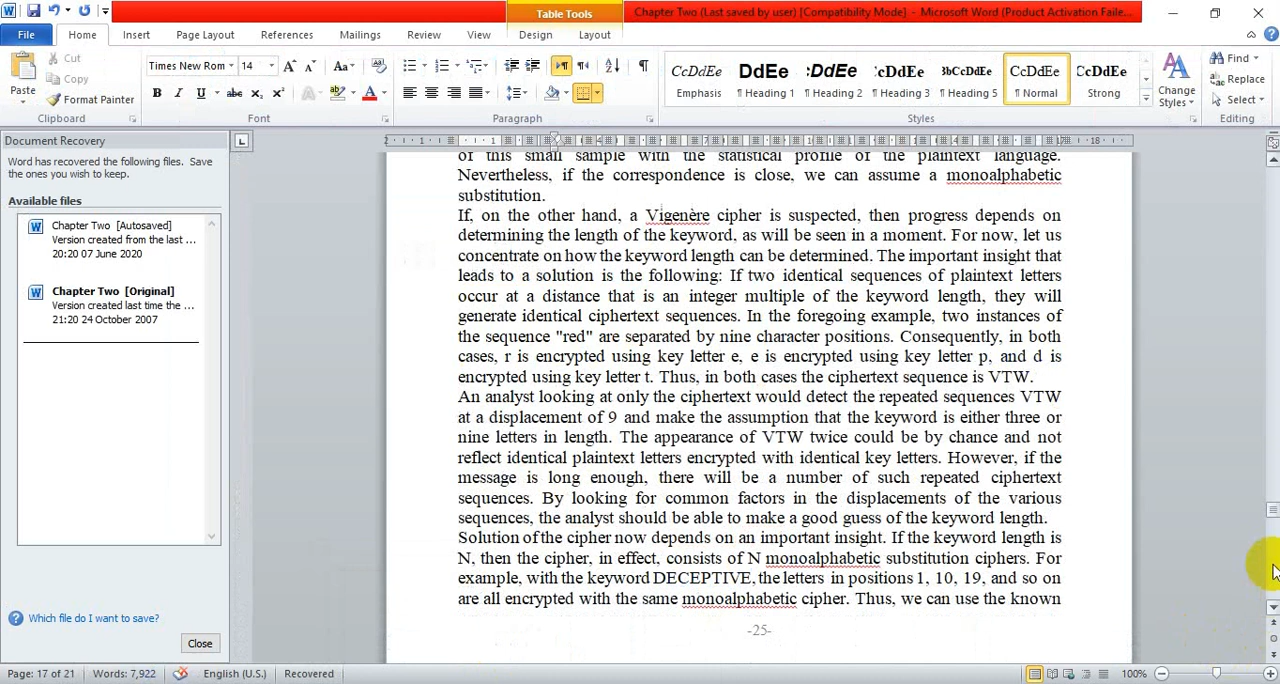 Table Tools
Chapter Two (Last saved by user) [Compatibility Mode] - Microsoft Word (Product Activation Faile...
File Home Insert Page Layout References Mailings Review View Design Layout
Paste
Cut
Copy
Format Painter
Clipboard
Times New Rom 14
Font
Paragraph
CcDdEe DdEe :DdEe :CcDdEe 3bCcDdEe CcDdEe CcDdEe
Emphasis ¶ Heading 1 ¶ Heading 2 ¶ Heading 3 ¶ Heading 5 ¶ Normal Strong
Styles
Change
Styles
Find
Replace
Select
Editing
Document Recovery
Word has recovered the following files. Save
the ones you wish to keep.
Available files
Chapter Two [Autosaved]
Version created from the last ...
20:20 07 June 2020
Chapter Two [Original]
Version created last time the ...
21:20 24 October 2007
Which file do I want to save?
Close
of this small sample with the statistical profile of the plaintext language.
Nevertheless, if the correspondence is close, we can assume a monoalphabetic
substitution.
If, on the other hand, a Vigenère cipher is suspected, then progress depends on
determining the length of the keyword, as will be seen in a moment. For now, let us
concentrate on how the keyword length can be determined. The important insight that
leads to a solution is the following: If two identical sequences of plaintext letters
occur at a distance that is an integer multiple of the keyword length, they will
generate identical ciphertext sequences. In the foregoing example, two instances of
the sequence "red" are separated by nine character positions. Consequently, in both
cases, r is encrypted using key letter e, e is encrypted using key letter p, and d is
encrypted using key letter t. Thus, in both cases the ciphertext sequence is VTW.
An analyst looking at only the ciphertext would detect the repeated sequences VTW
at a displacement of 9 and make the assumption that the keyword is either three or
nine letters in length. The appearance of VTW twice could be by chance and not
reflect identical plaintext letters encrypted with identical key letters. However, if the
message is long enough, there will be a number of such repeated ciphertext
sequences. By looking for common factors in the displacements of the various
sequences, the analyst should be able to make a good guess of the keyword length.
Solution of the cipher now depends on an important insight. If the keyword length is
N, then the cipher, in effect, consists of N monoalphabetic substitution ciphers. For
example, with the keyword DECEPTIVE, the letters in positions 1, 10, 19, and so on
are all encrypted with the same monoalphabetic cipher. Thus, we can use the known
-25-
Page: 17 of 21 Words: 7,922 English (U.S.) Recovered 100%